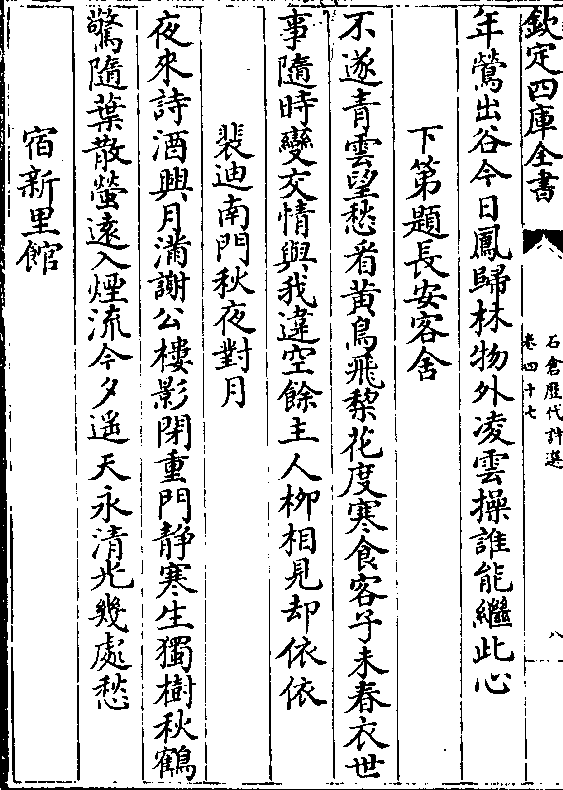 欽定四庫全書
石倉歷代詩選
卷四十七
八
年鶯出谷今日鳳歸林物外凌雲操誰能繼此心
下第題長安客舍
不遂青雲望愁看黄鳥飛棃花度寒食客子未春衣世
事隨時變交情與我違空餘主人柳相見却依依
裴迪南門秋夜對月
夜來詩酒興月滿謝公樓影閉重門静寒生獨樹秋鶴
驚隨葉散螢逺入煙流今夕遥天永清光幾處愁
宿新里館